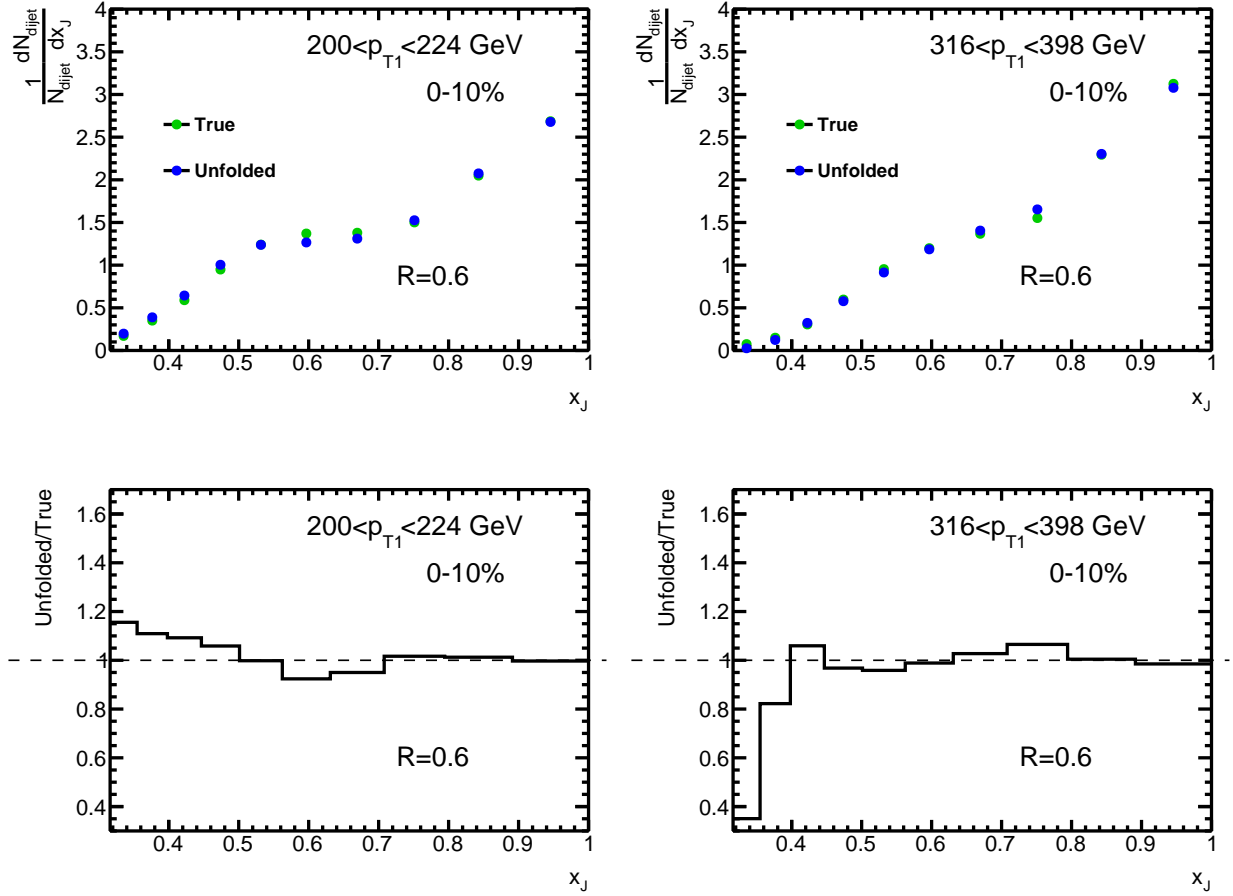 1/N_dijet dN_dijet/dx_J
4
3.5
3
2.5
2
1.5
1
0.5
0
200<p_T1<224 GeV
0-10%
True
Unfolded
R=0.6
0.4 0.5 0.6 0.7 0.8 0.9 1
x_J
1/N_dijet dN_dijet/dx_J
4
3.5
3
2.5
2
1.5
1
0.5
0
316<p_T1<398 GeV
0-10%
True
Unfolded
R=0.6
0.4 0.5 0.6 0.7 0.8 0.9 1
x_J
Unfolded/True
1.6
1.4
1.2
1
0.8
0.6
0.4
200<p_T1<224 GeV
0-10%
R=0.6
0.4 0.5 0.6 0.7 0.8 0.9 1
x_J
Unfolded/True
1.6
1.4
1.2
1
0.8
0.6
0.4
316<p_T1<398 GeV
0-10%
R=0.6
0.4 0.5 0.6 0.7 0.8 0.9 1
x_J